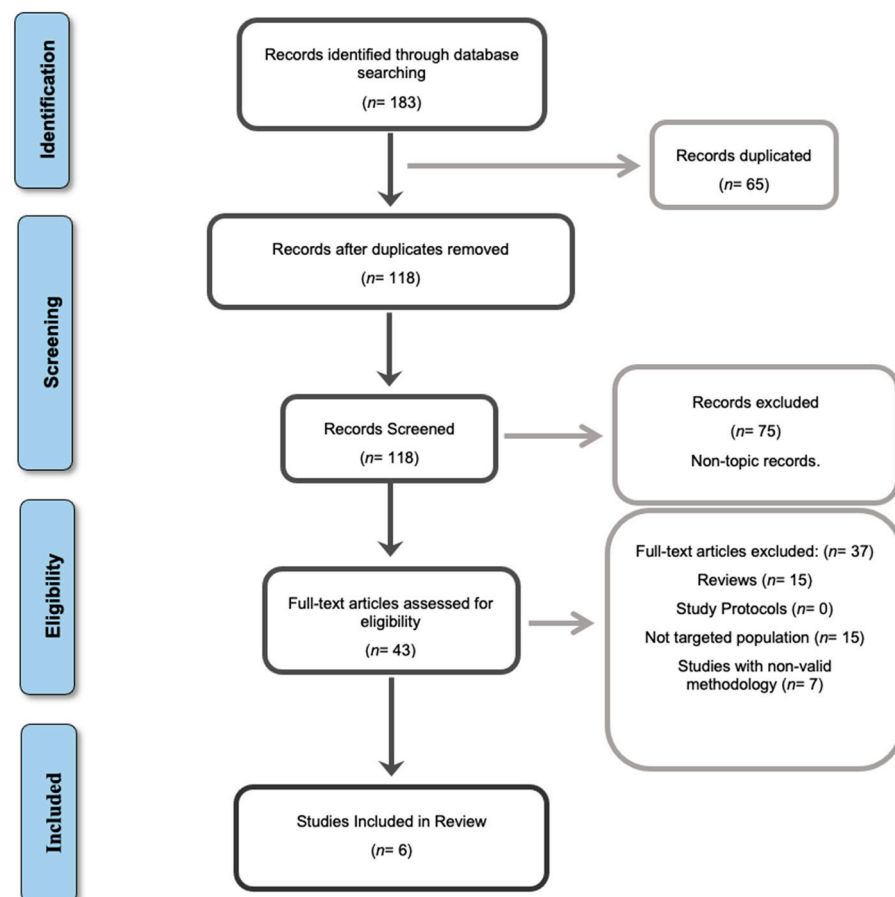 Identification
Records identified through database
searching
(n= 183)
Records duplicated
(n= 65)
Screening
Records after duplicates removed
(n= 118)
Records Screened
(n= 118)
Records excluded
(n= 75)
Non-topic records.
Eligibility
Full-text articles assessed for
eligibility
(n= 43)
Full-text articles excluded: (n= 37)
Reviews (n= 15)
Study Protocols (n= 0)
Not targeted population (n= 15)
Studies with non-valid
methodology (n= 7)
Included
Studies Included in Review
(n= 6)